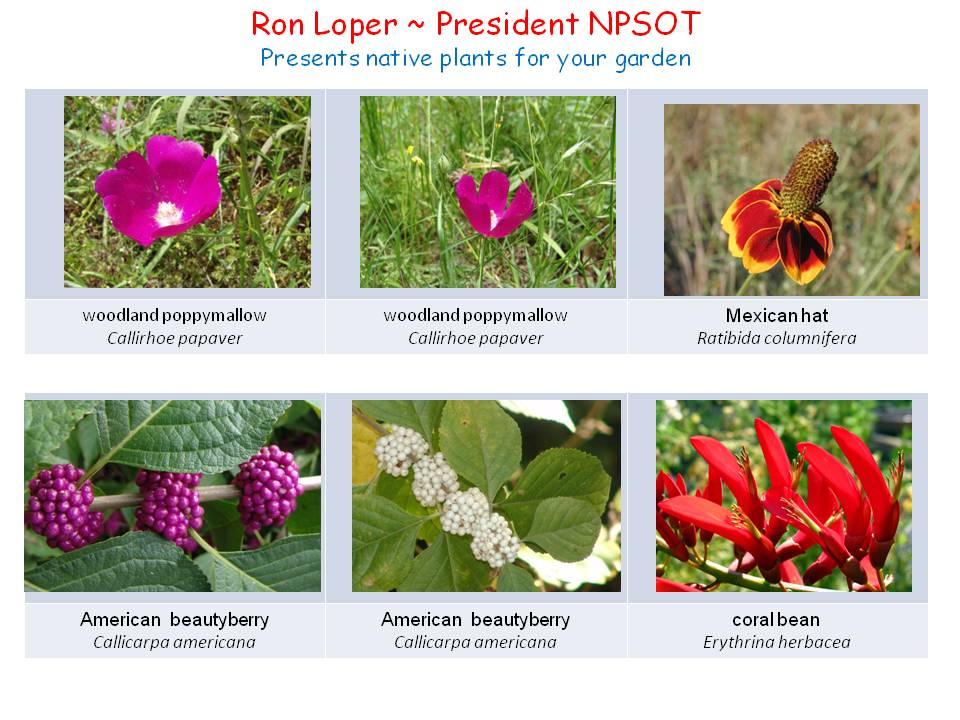 Ron Loper ~ President NPSOT
Presents native plants for your garden
woodland poppymallow
Callirhoe papaver
woodland poppymallow
Callirhoe papaver
Mexican hat
Ratibida columnifera
American beautyberry
Callicarpa americana
American beautyberry
Callicarpa americana
coral bean
Erythrina herbacea